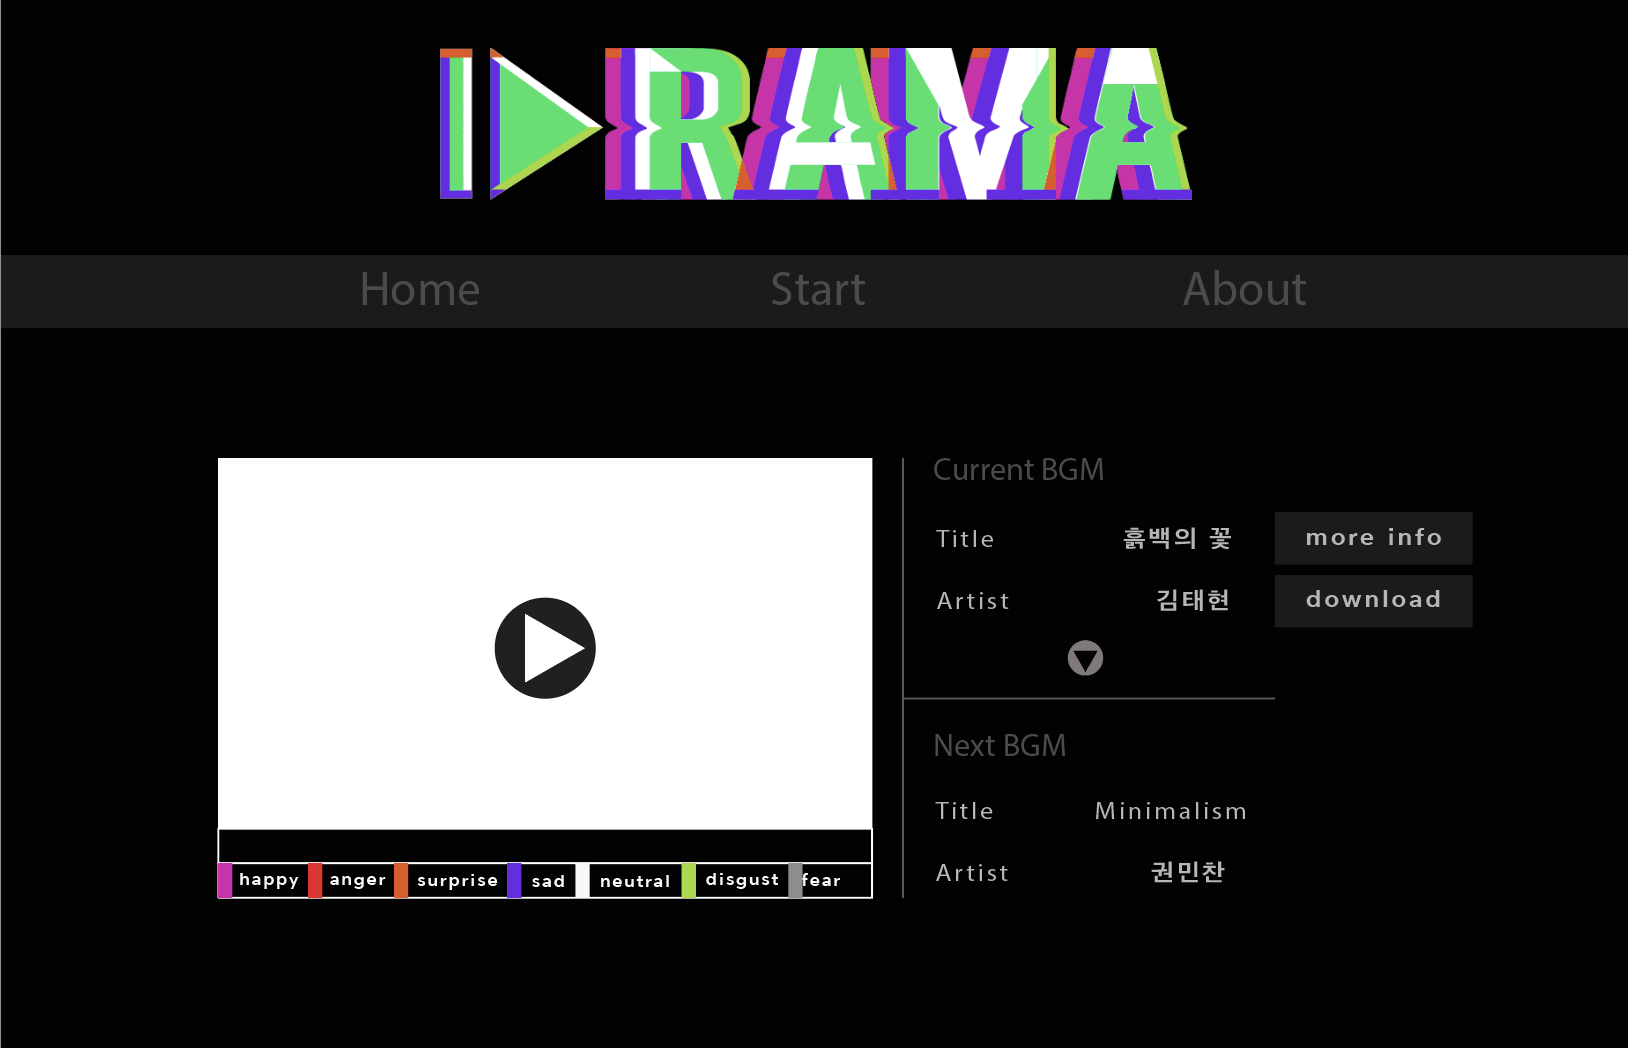 I DRAMA
Home Start About
Current BGM
Title 흙백의 꽃 more info
Artist 김태현 download
Next BGM
Title Minimalism
Artist 권민찬
happy anger surprise sad neutral disgust fear